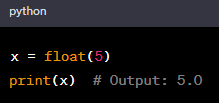 python
x = float(5)
print(x)  # Output: 5.0